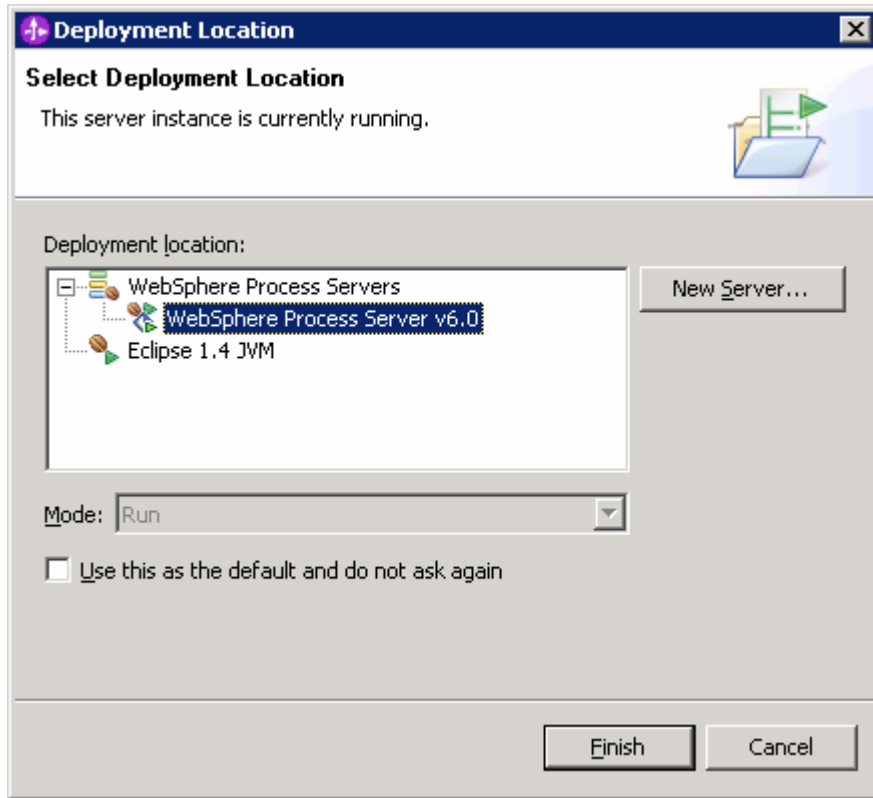 Deployment Location
Select Deployment Location
This server instance is currently running.
Deployment location:
WebSphere Process Servers
New Server...
WebSphere Process Server v6.0
Eclipse 1.4 JVM
Mode: Run
Use this as the default and do not ask again
Finish Cancel